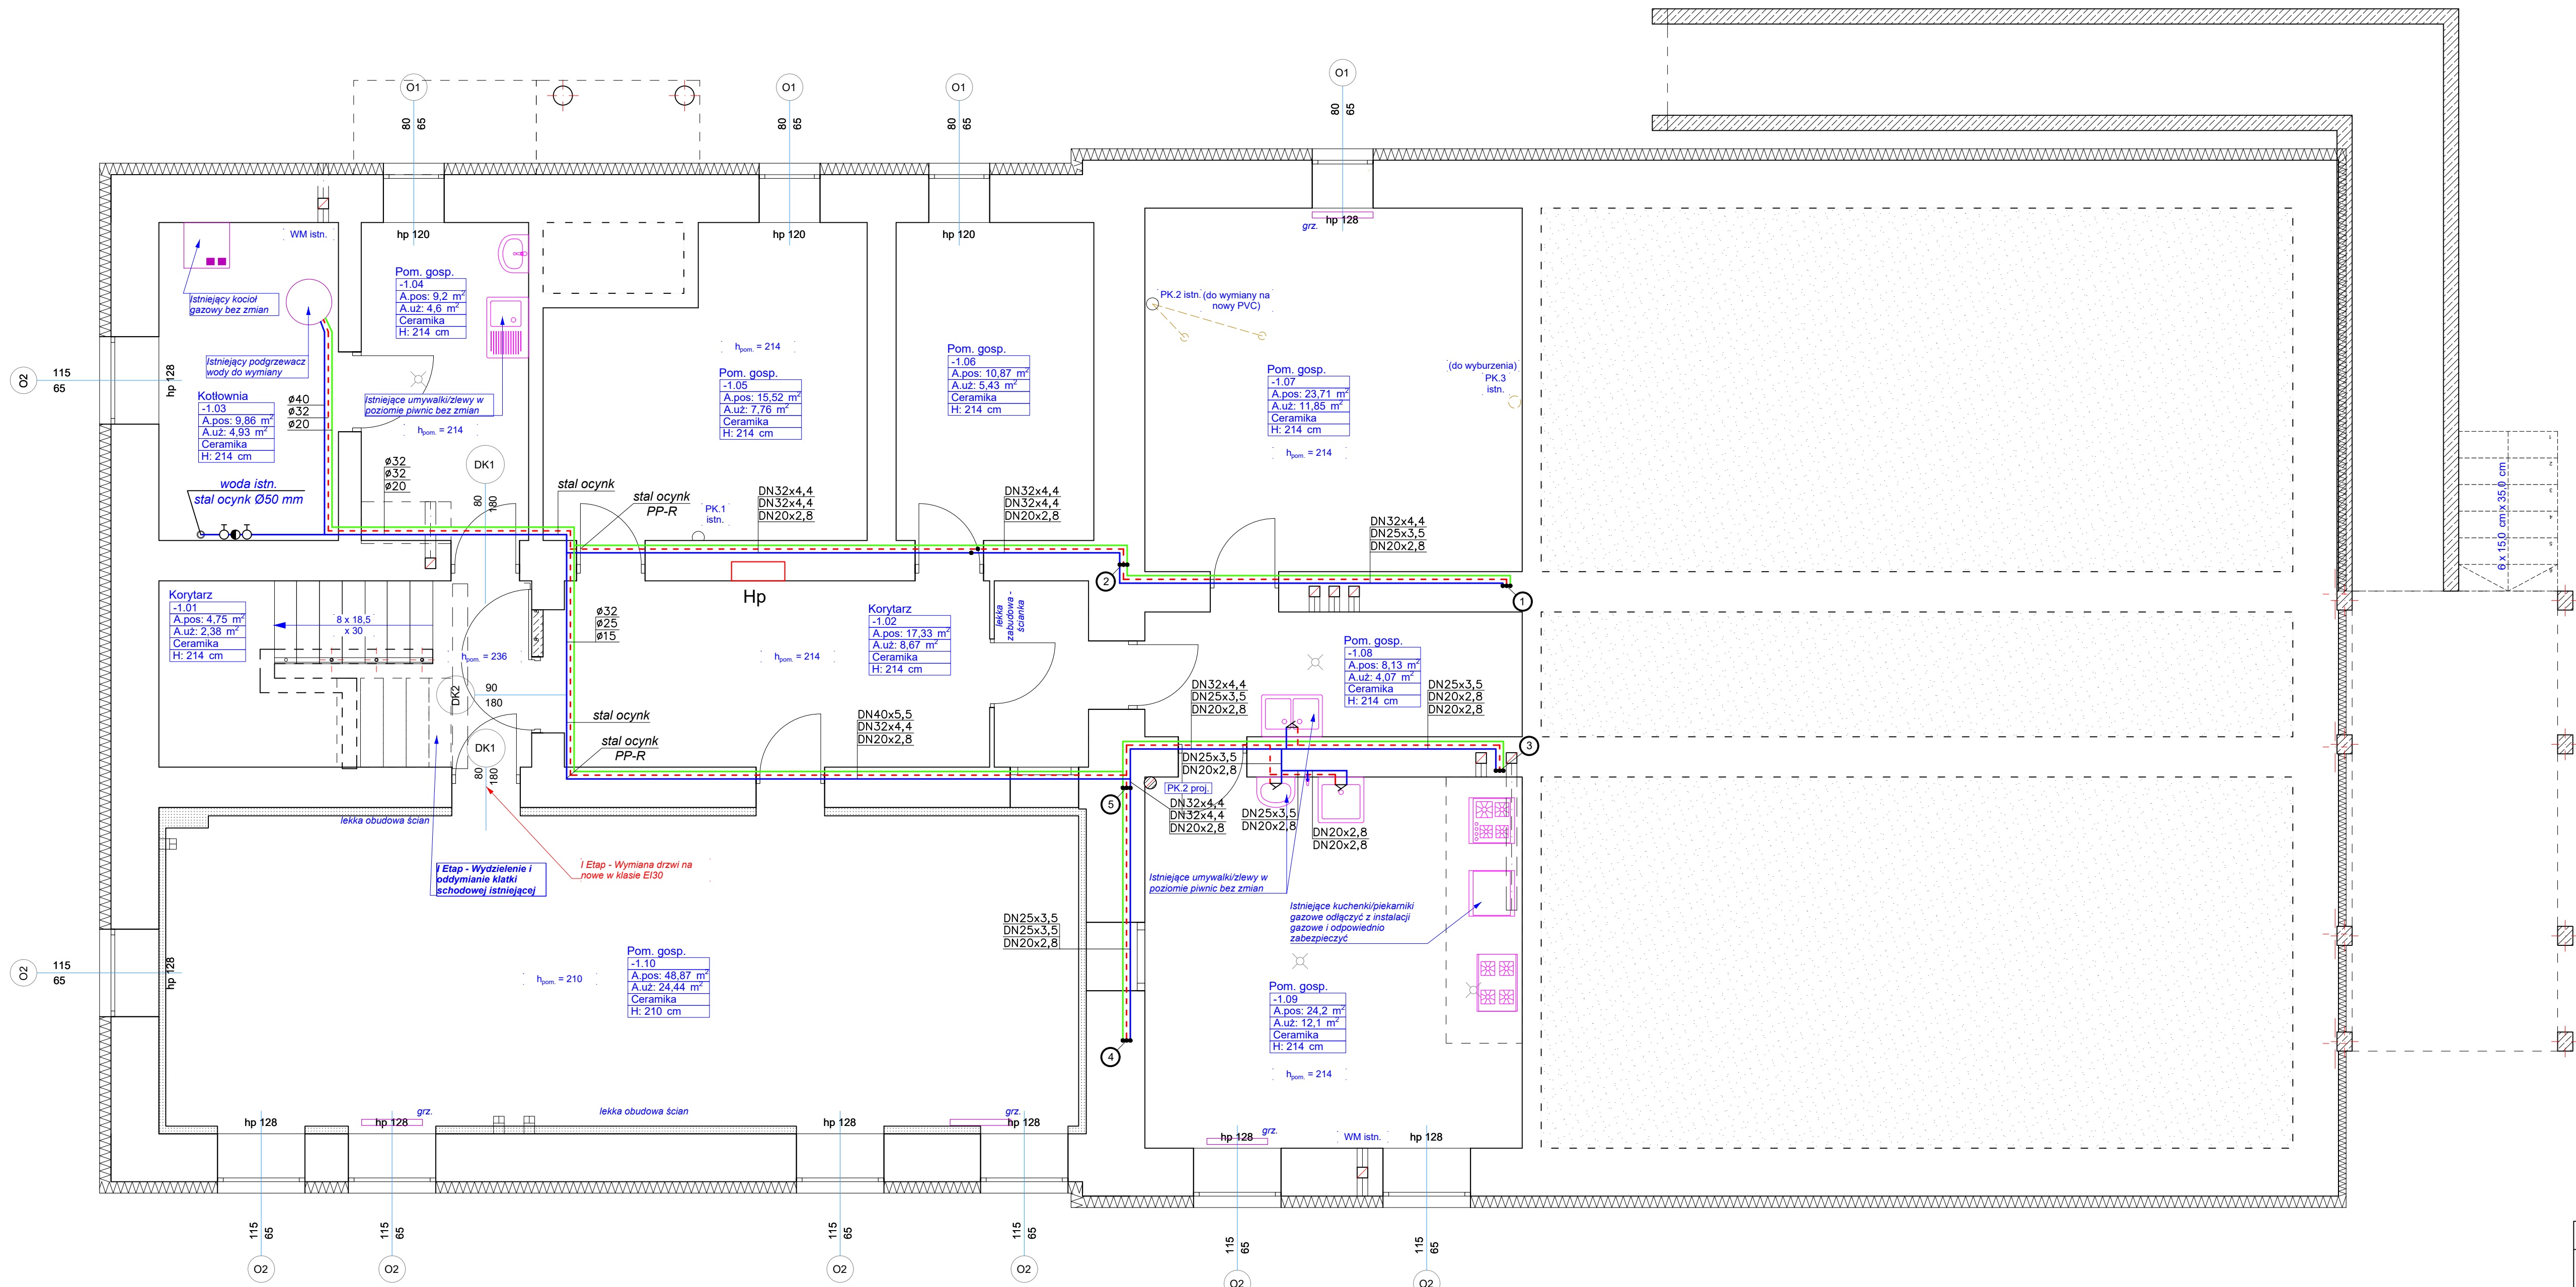 O1
80
65
O1
80
65
O1
80
65
O1
80
65
WM istn.
hp 120
hp 120
hp 120
hp 128
grz.
Istniejący kocioł
gazowy bez zmian
Istniejący podgrzewacz
wody do wymiany
Kotłownia
-1.03
A.pos: 9,86 m²
A.uż: 4,93 m²
Ceramika
H: 214 cm
ø40
ø32
ø20
Pom. gosp.
-1.04
A.pos: 9,2 m²
A.uż: 4,6 m²
Ceramika
H: 214 cm
Istniejące umywalki/zlewy w
poziomie piwnic bez zmian
hpom. = 214
ø32
ø32
ø20
DK1
80
180
hpom. = 214
Pom. gosp.
-1.05
A.pos: 15,52 m²
A.uż: 7,76 m²
Ceramika
H: 214 cm
Pom. gosp.
-1.06
A.pos: 10,87 m²
A.uż: 5,43 m²
Ceramika
H: 214 cm
PK.2 istn. (do wymiany na
nowy PVC)
Pom. gosp.
-1.07
A.pos: 23,71 m²
A.uż: 11,85 m²
Ceramika
H: 214 cm
hpom. = 214
(do wyburzenia)
PK.3
istn.
O2
115
65
hp 128
woda istn.
stal ocynk Ø50 mm
stal ocynk
stal ocynk
PP-R
PK.1
istn.
DN32x4,4
DN32x4,4
DN20x2,8
DN32x4,4
DN32x4,4
DN20x2,8
DN32x4,4
DN25x3,5
DN20x2,8
6 x 15,0 cm x 35,0 cm
1
2
3
4
5
6
2
1
Korytarz
-1.01
A.pos: 4,75 m²
A.uż: 2,38 m²
Ceramika
H: 214 cm
8 x 18,5
x 30
hpom. = 236
DK2
90
180
DK1
80
180
ø32
ø25
ø15
Hp
hpom. = 214
Korytarz
-1.02
A.pos: 17,33 m²
A.uż: 8,67 m²
Ceramika
H: 214 cm
lekka
zabudowa -
ścianka
Pom. gosp.
-1.08
A.pos: 8,13 m²
A.uż: 4,07 m²
Ceramika
H: 214 cm
stal ocynk
stal ocynk
PP-R
DN40x5,5
DN32x4,4
DN20x2,8
DN32x4,4
DN25x3,5
DN20x2,8
DN25x3,5
DN20x2,8
DN20x2,8
3
DN25x3,5
DN20x2,8
PK.2 proj.
5
DN32x4,4
DN32x4,4
DN20x2,8
DN25x3,5
DN20x2,8
DN20x2,8
DN20x2,8
lekka obudowa ścian
I Etap - Wydzielenie i
oddymianie klatki
schodowej istniejącej
I Etap - Wymiana drzwi na
nowe w klasie EI30
Istniejące umywalki/zlewy w
poziomie piwnic bez zmian
Istniejące kuchenki/piekarniki
gazowe odłączyć z instalacji
gazowe i odpowiednio
zabezpieczyć
DN25x3,5
DN25x3,5
DN20x2,8
O2
115
65
hp 128
hpom. = 210
Pom. gosp.
-1.10
A.pos: 48,87 m²
A.uż: 24,44 m²
Ceramika
H: 210 cm
Pom. gosp.
-1.09
A.pos: 24,2 m²
A.uż: 12,1 m²
Ceramika
H: 214 cm
hpom. = 214
4
hp 128
hp 128
grz.
lekka obudowa ścian
hp 128
grz.
hp 128
hp 128
grz.
WM istn.
hp 128
115
65
O2
115
65
O2
115
65
O2
115
65
O2
115
65
O2
115
65
O2